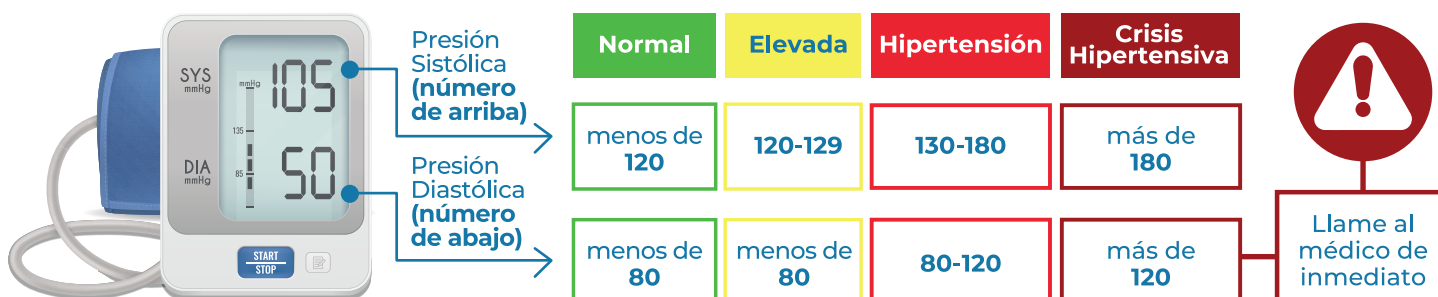 SYS
mmHg
mmHg
105
135
DIA
mmHg
85
50
START
STOP
Presión
Sistólica
(número
de arriba)
Presión
Diastólica
(número
de abajo)
Normal
Elevada
Hipertensión
Crisis
Hipertensiva
menos de
120
120-129
130-180
más de
180
menos de
80
menos de
80
80-120
más de
120
Llame al
médico de
inmediato